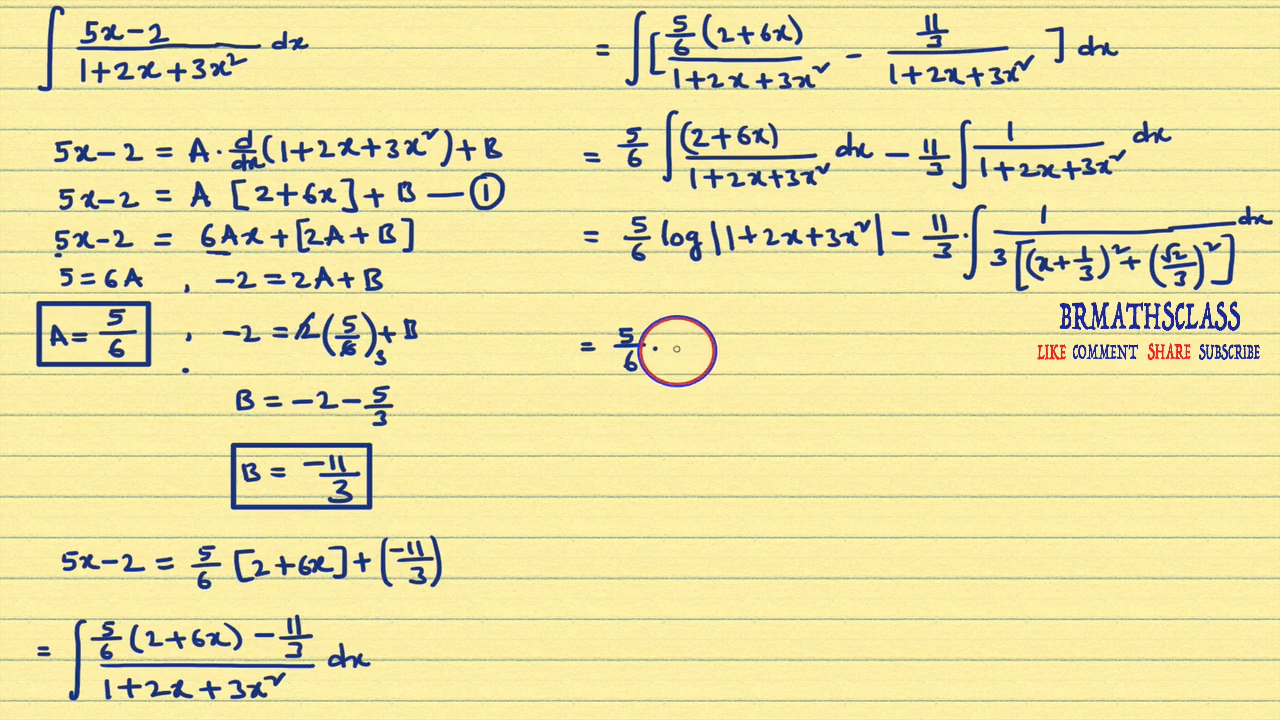 ∫ (5x-2)/(1+2x+3x²) dx
5x-2 = A · d/dx (1+2x+3x²) + B
5x-2 = A [2+6x] + B — ①
5x-2 = 6Ax + [2A+B]
5 = 6A , -2 = 2A+B
A = 5/6 , -2 = 2(5/6)3 + B
B = -2 - 5/3
B = -11/3
5x-2 = 5/6 [2+6x] + (-11/3)
= ∫ (5/6 (2+6x) - 11/3)/(1+2x+3x²) dx
= ∫ [ (5/6 (2+6x))/(1+2x+3x²) - (11/3)/(1+2x+3x²) ] dx
= 5/6 ∫ (2+6x)/(1+2x+3x²) dx - 11/3 ∫ 1/(1+2x+3x²) dx
= 5/6 log |1+2x+3x²| - 11/3 · ∫ 1/(3 [(x+1/3)² + (√2/3)²]) dx
= 5/6 ·
BRMATHSCLASS
LIKE COMMENT SHARE SUBSCRIBE